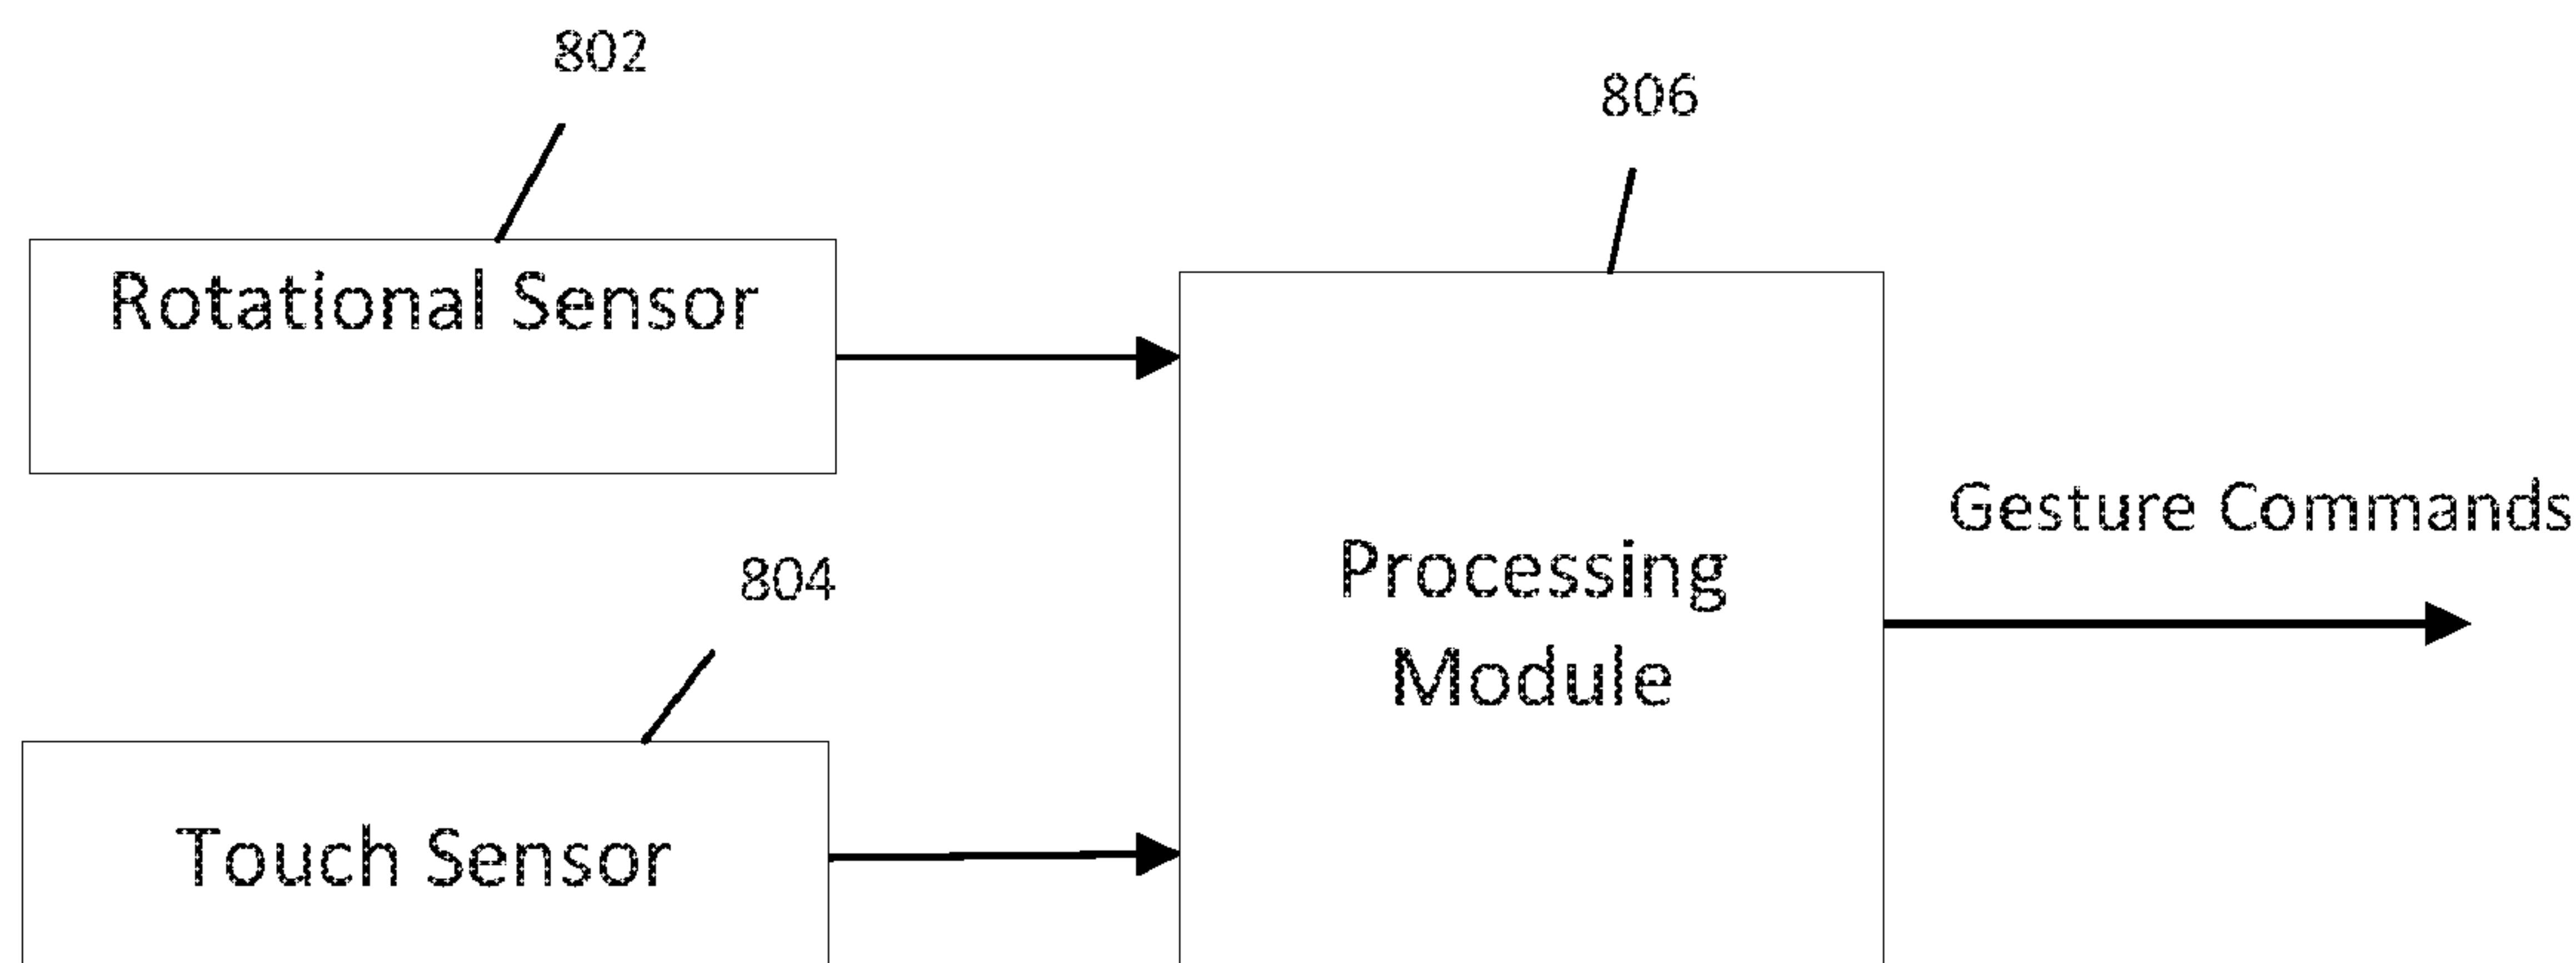 802
806
Rotational Sensor
Gesture Commands
804
Processing
Module
Touch Sensor